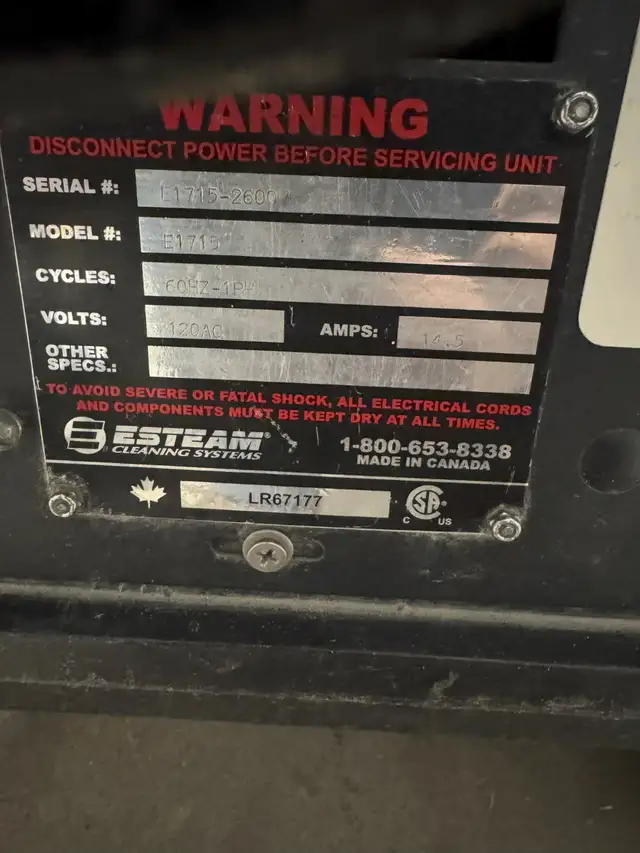 WARNING
DISCONNECT POWER BEFORE SERVICING UNIT
SERIAL #:
MODEL #: E1715
CYCLES: 60HZ-1PH
VOLTS: 120AC AMPS: 14.5
OTHER
SPECS.:
TO AVOID SEVERE OR FATAL SHOCK, ALL ELECTRICAL CORDS
AND COMPONENTS MUST BE KEPT DRY AT ALL TIMES.
ESTEAM®
CLEANING SYSTEMS
1-800-653-8338
MADE IN CANADA
LR67177
C SA US